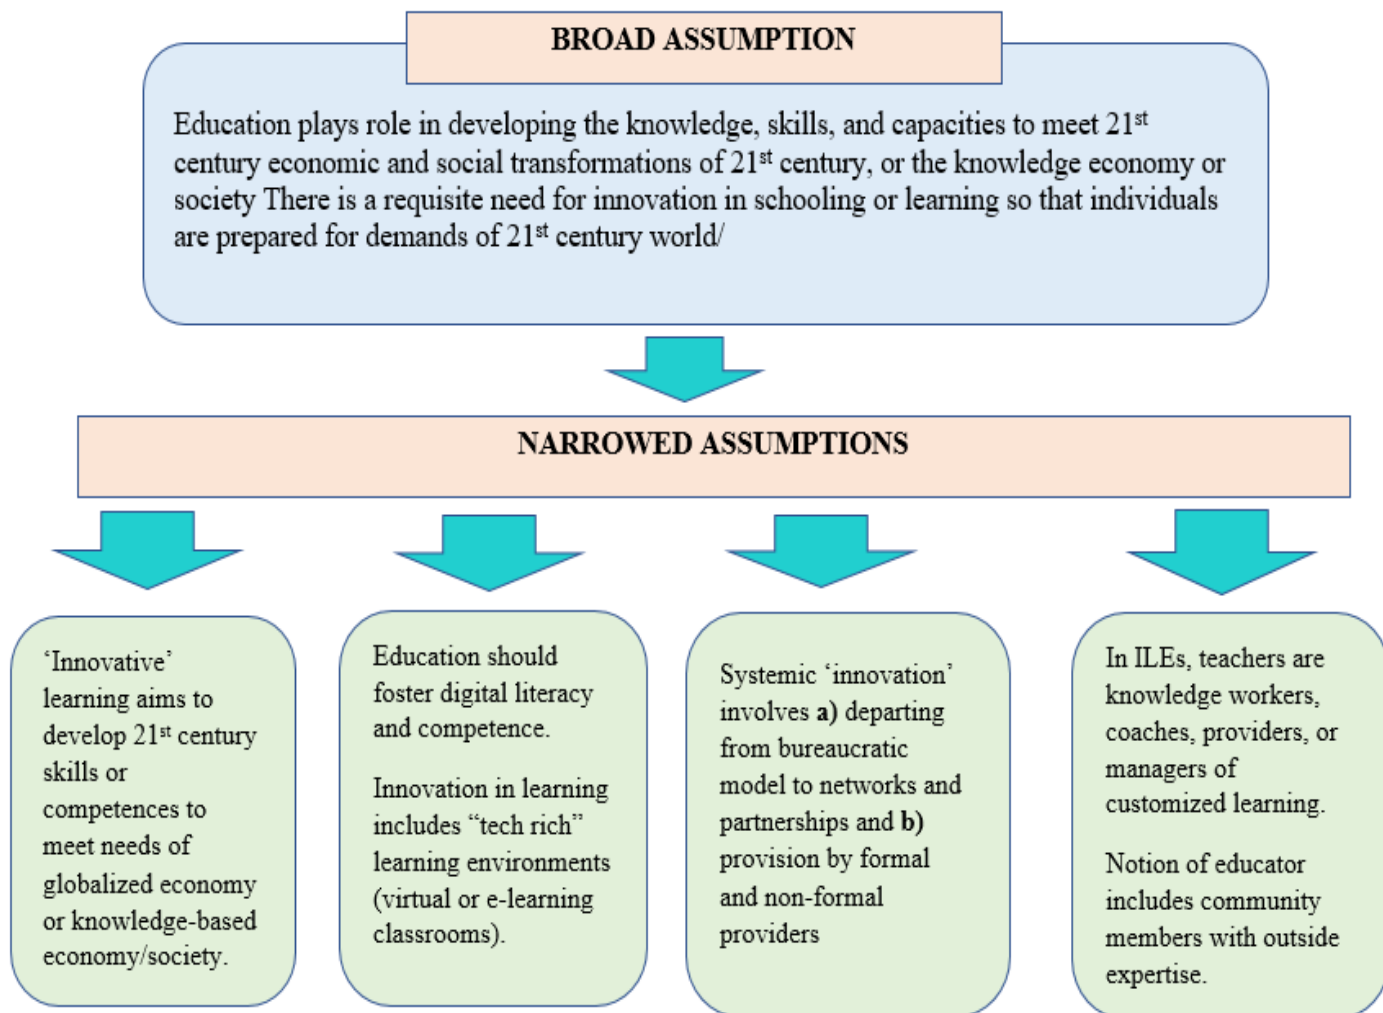 BROAD ASSUMPTION
Education plays role in developing the knowledge, skills, and capacities to meet 21st
century economic and social transformations of 21st century, or the knowledge economy or
society There is a requisite need for innovation in schooling or learning so that individuals
are prepared for demands of 21st century world/
NARROWED ASSUMPTIONS
‘Innovative’
learning aims to
develop 21st century
skills or
competences to
meet needs of
globalized economy
or knowledge-based
economy/society.
Education should
foster digital literacy
and competence.
Innovation in learning
includes “tech rich”
learning environments
(virtual or e-learning
classrooms).
Systemic ‘innovation’
involves a) departing
from bureaucratic
model to networks and
partnerships and b)
provision by formal
and non-formal
providers
In ILEs, teachers are
knowledge workers,
coaches, providers, or
managers of
customized learning.
Notion of educator
includes community
members with outside
expertise.